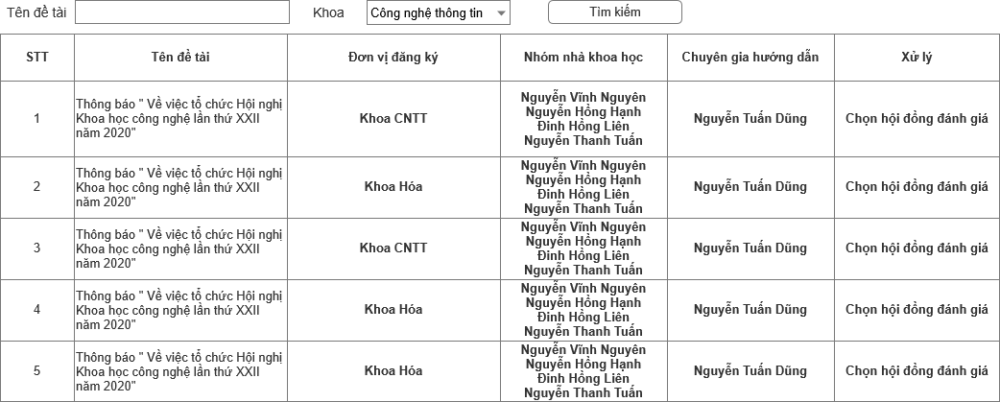 Tên đề tài Khoa Công nghệ thông tin Tìm kiếm
STT Tên đề tài Đơn vị đăng ký Nhóm nhà khoa học Chuyên gia hướng dẫn Xử lý
1
Thông báo " Về việc tổ chức Hội nghị
Khoa học công nghệ lần thứ XXII
năm 2020"
Khoa CNTT
Nguyễn Vĩnh Nguyên
Nguyễn Hồng Hạnh
Đinh Hồng Liên
Nguyễn Thanh Tuấn
Nguyễn Tuấn Dũng
Chọn hội đồng đánh giá
2
Thông báo " Về việc tổ chức Hội nghị
Khoa học công nghệ lần thứ XXII
năm 2020"
Khoa Hóa
Nguyễn Vĩnh Nguyên
Nguyễn Hồng Hạnh
Đinh Hồng Liên
Nguyễn Thanh Tuấn
Nguyễn Tuấn Dũng
Chọn hội đồng đánh giá
3
Thông báo " Về việc tổ chức Hội nghị
Khoa học công nghệ lần thứ XXII
năm 2020"
Khoa CNTT
Nguyễn Vĩnh Nguyên
Nguyễn Hồng Hạnh
Đinh Hồng Liên
Nguyễn Thanh Tuấn
Nguyễn Tuấn Dũng
Chọn hội đồng đánh giá
4
Thông báo " Về việc tổ chức Hội nghị
Khoa học công nghệ lần thứ XXII
năm 2020"
Khoa Hóa
Nguyễn Vĩnh Nguyên
Nguyễn Hồng Hạnh
Đinh Hồng Liên
Nguyễn Thanh Tuấn
Nguyễn Tuấn Dũng
Chọn hội đồng đánh giá
5
Thông báo " Về việc tổ chức Hội nghị
Khoa học công nghệ lần thứ XXII
năm 2020"
Khoa Hóa
Nguyễn Vĩnh Nguyên
Nguyễn Hồng Hạnh
Đinh Hồng Liên
Nguyễn Thanh Tuấn
Nguyễn Tuấn Dũng
Chọn hội đồng đánh giá